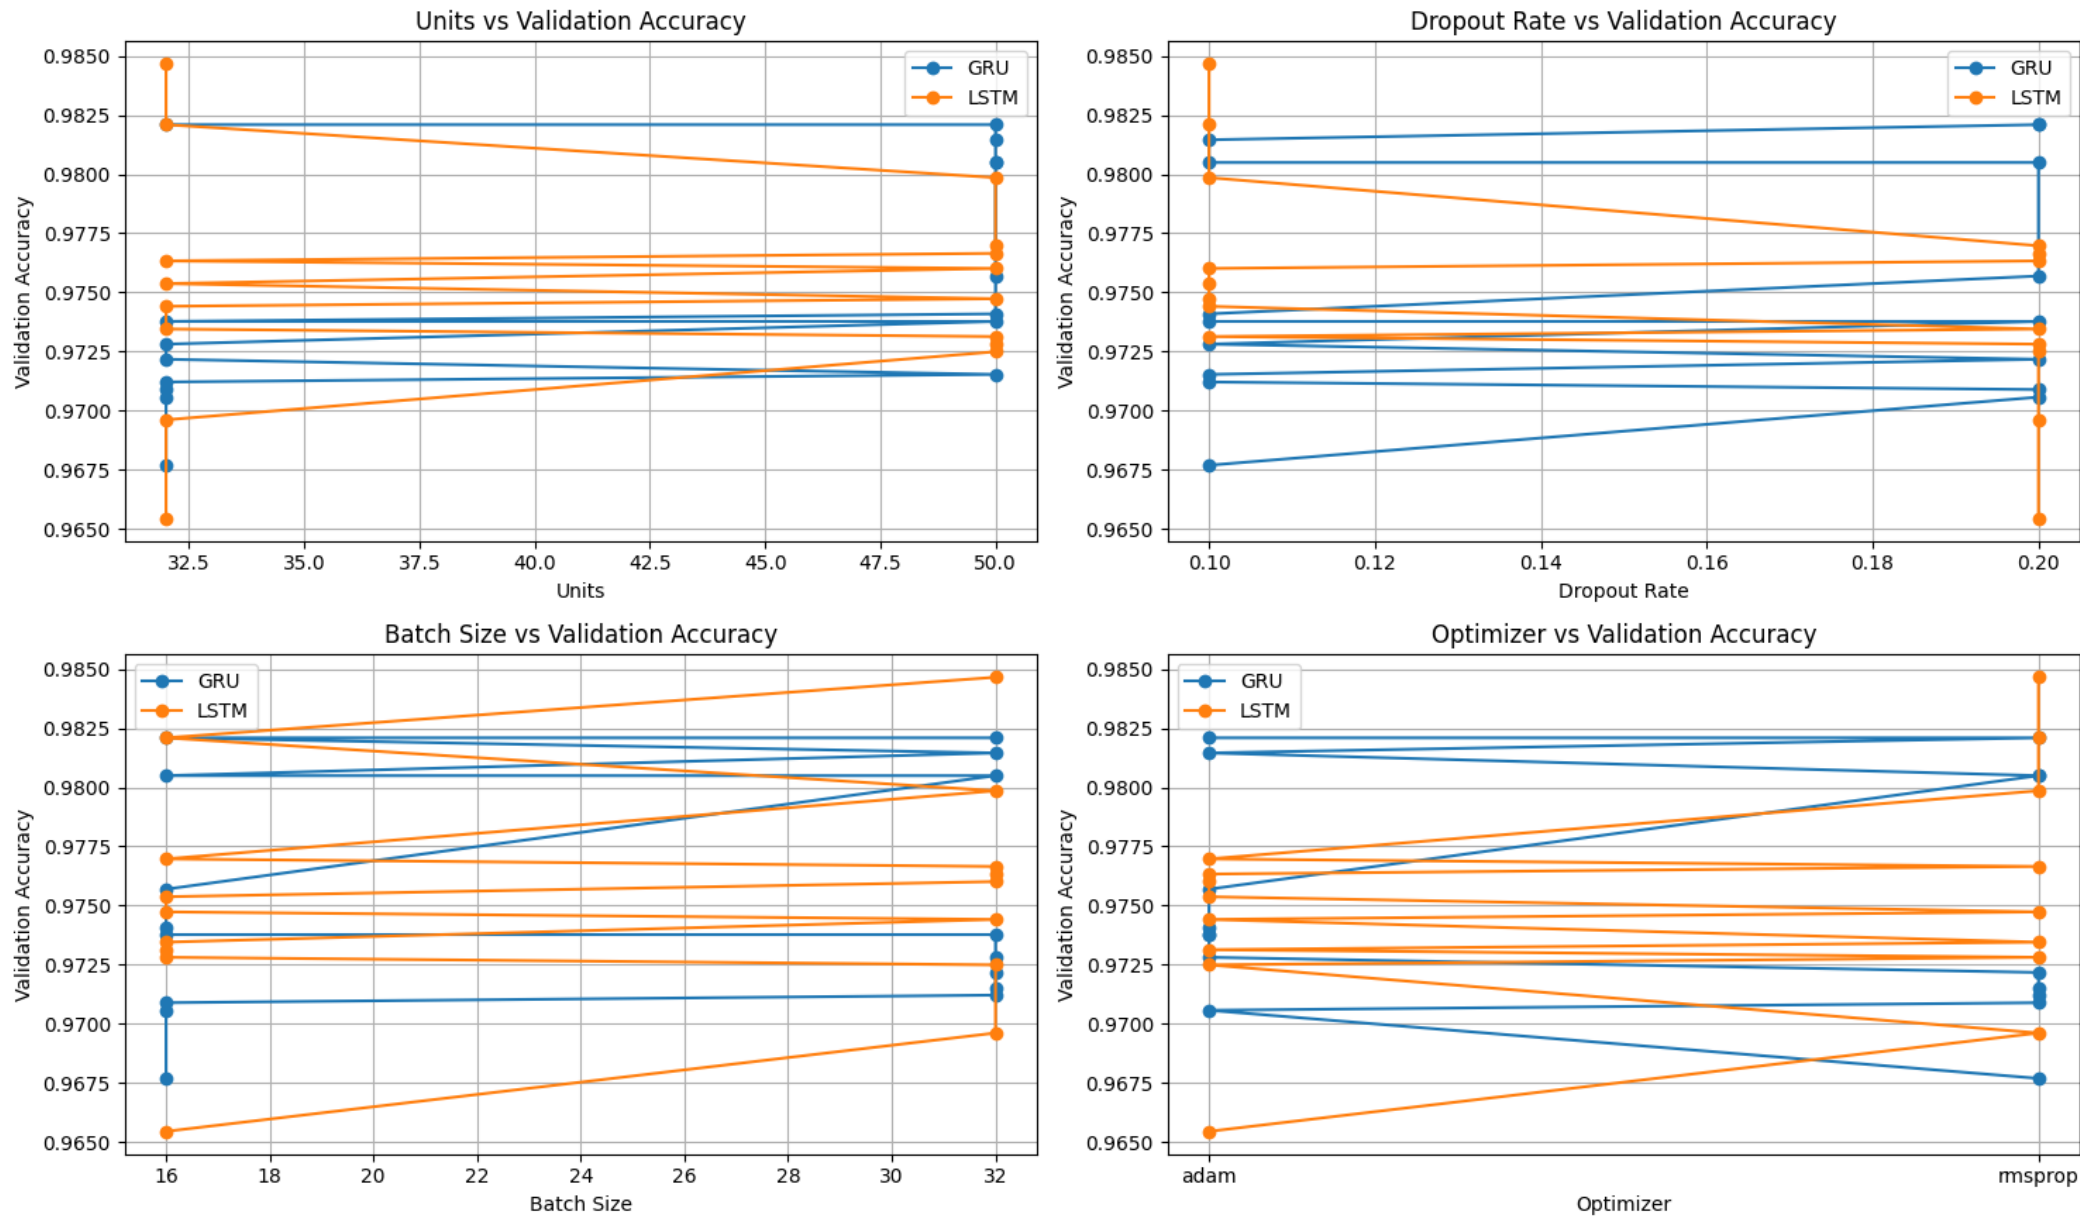 Units vs Validation Accuracy
0.9850
0.9825
0.9800
0.9775
0.9750
0.9725
0.9700
0.9675
0.9650
Validation Accuracy
GRU
LSTM
32.5 35.0 37.5 40.0 42.5 45.0 47.5 50.0
Units
Dropout Rate vs Validation Accuracy
0.9850
0.9825
0.9800
0.9775
0.9750
0.9725
0.9700
0.9675
0.9650
Validation Accuracy
GRU
LSTM
0.10 0.12 0.14 0.16 0.18 0.20
Dropout Rate
Batch Size vs Validation Accuracy
0.9850
0.9825
0.9800
0.9775
0.9750
0.9725
0.9700
0.9675
0.9650
Validation Accuracy
GRU
LSTM
16 18 20 22 24 26 28 30 32
Batch Size
Optimizer vs Validation Accuracy
0.9850
0.9825
0.9800
0.9775
0.9750
0.9725
0.9700
0.9675
0.9650
Validation Accuracy
GRU
LSTM
adam rmsprop
Optimizer